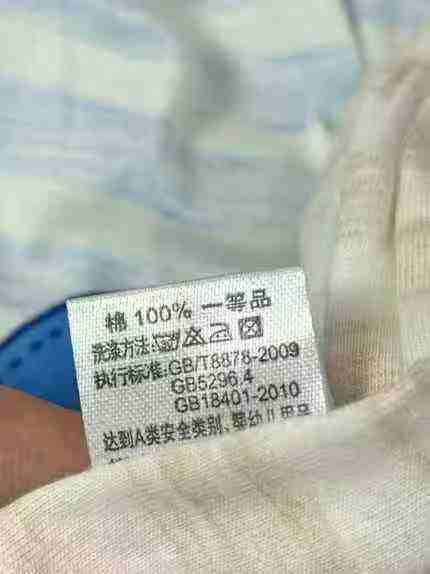 棉 100% 一等品
洗涤方法:
执行标准:GB/T8878-2009
GB5296.4
GB18401-2010
达到A类安全类别、婴幼儿用品